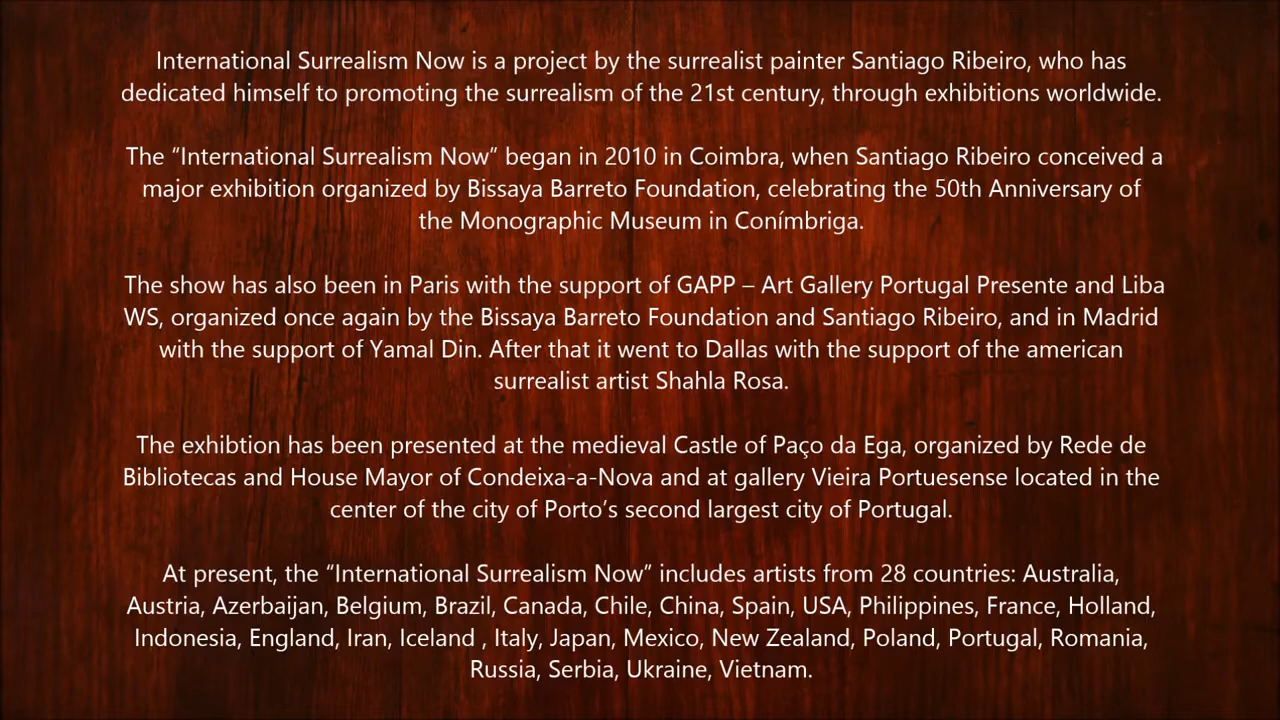 International Surrealism Now is a project by the surrealist painter Santiago Ribeiro, who has
dedicated himself to promoting the surrealism of the 21st century, through exhibitions worldwide.
The “International Surrealism Now” began in 2010 in Coimbra, when Santiago Ribeiro conceived a
major exhibition organized by Bissaya Barreto Foundation, celebrating the 50th Anniversary of
the Monographic Museum in Conímbriga.
The show has also been in Paris with the support of GAPP – Art Gallery Portugal Presente and Liba
WS, organized once again by the Bissaya Barreto Foundation and Santiago Ribeiro, and in Madrid
with the support of Yamal Din. After that it went to Dallas with the support of the american
surrealist artist Shahla Rosa.
The exhibtion has been presented at the medieval Castle of Paço da Ega, organized by Rede de
Bibliotecas and House Mayor of Condeixa-a-Nova and at gallery Vieira Portuesense located in the
center of the city of Porto’s second largest city of Portugal.
At present, the “International Surrealism Now” includes artists from 28 countries: Australia,
Austria, Azerbaijan, Belgium, Brazil, Canada, Chile, China, Spain, USA, Philippines, France, Holland,
Indonesia, England, Iran, Iceland , Italy, Japan, Mexico, New Zealand, Poland, Portugal, Romania,
Russia, Serbia, Ukraine, Vietnam.